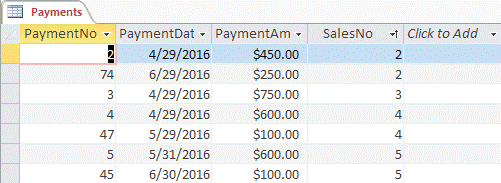 Payments
PaymentNo PaymentDat PaymentAm SalesNo Click to Add
2 4/29/2016 $450.00 2
74 6/29/2016 $250.00 2
3 4/29/2016 $750.00 3
4 4/29/2016 $600.00 4
47 5/29/2016 $100.00 4
5 5/31/2016 $600.00 5
45 6/30/2016 $100.00 5